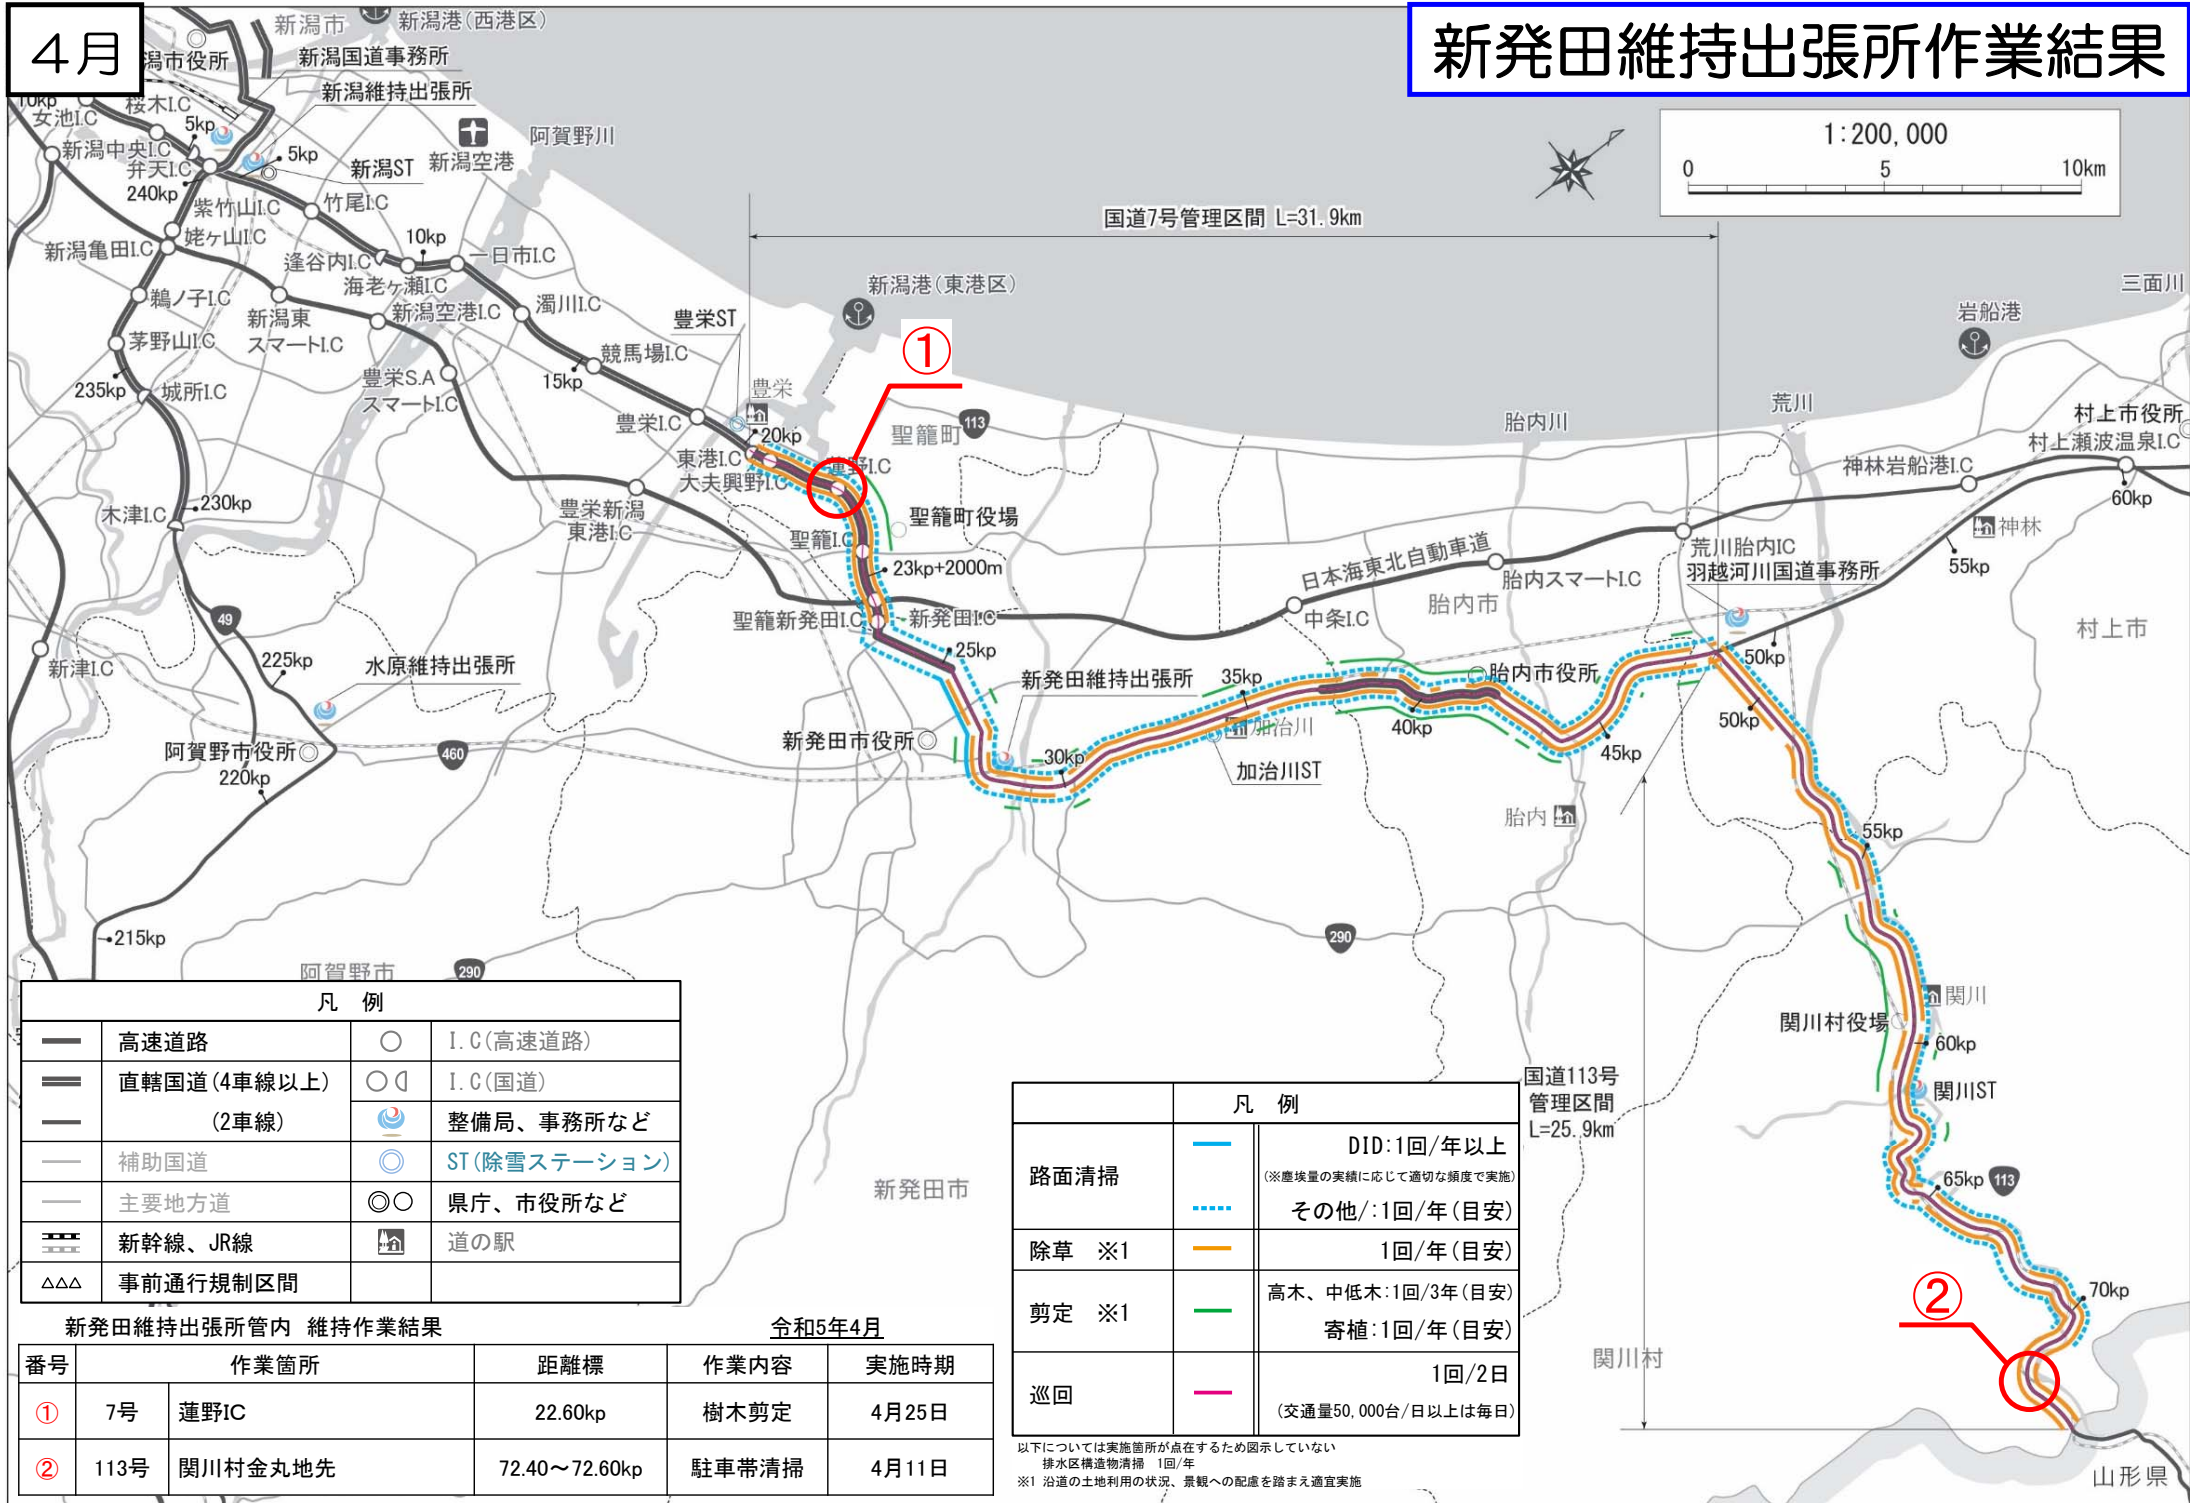 4月
新発田維持出張所作業結果
新潟市
新潟港(西港区)
潟市役所
新潟国道事務所
新潟維持出張所
10kp
桜木I.C
女池I.C
5kp
新潟中央I.C
弁天I.C
5kp
新潟ST
新潟空港
阿賀野川
240kp
紫竹山I.C
竹尾I.C
姥ヶ山I.C
新潟亀田I.C
10kp
逢谷内I.C
一日市I.C
海老ヶ瀬I.C
鵜ノ子I.C
新潟東
スマートI.C
新潟空港I.C
濁川I.C
茅野山I.C
競馬場I.C
豊栄ST
235kp
城所I.C
豊栄S.A
スマートI.C
15kp
豊栄I.C
豊栄
20kp
1:200,000
0 5 10km
国道7号管理区間 L=31.9km
新潟港(東港区)
①
聖籠町
113
東港I.C
大夫興野I.C
蓮野I.C
三面川
岩船港
荒川
胎内川
村上市役所
村上瀬波温泉I.C
神林岩船港I.C
60kp
神林
55kp
木津I.C
230kp
豊栄新潟
東港I.C
聖籠町役場
聖籠I.C
23kp+2000m
日本海東北自動車道
胎内スマートI.C
荒川胎内IC
羽越河川国道事務所
胎内市
中条I.C
聖籠新発田I.C
新発田I.C
49
新津I.C
225kp
水原維持出張所
25kp
新発田維持出張所
35kp
胎内市役所
50kp
50kp
村上市
阿賀野市役所
220kp
460
新発田市役所
30kp
加治川
加治川ST
40kp
45kp
胎内
55kp
215kp
阿賀野市
290
290
関川
関川村役場
60kp
関川ST
国道113号
管理区間
L=25.9km
新発田市
65kp
113
70kp
②
関川村
山形県
凡 例
高速道路
I.C(高速道路)
直轄国道(4車線以上)
I.C(国道)
(2車線)
整備局、事務所など
補助国道
ST(除雪ステーション)
主要地方道
県庁、市役所など
新幹線、JR線
道の駅
事前通行規制区間
凡 例
路面清掃
DID:1回/年以上
(※塵埃量の実績に応じて適切な頻度で実施)
その他/:1回/年(目安)
除草 ※1
1回/年(目安)
剪定 ※1
高木、中低木:1回/3年(目安)
寄植:1回/年(目安)
巡回
1回/2日
(交通量50,000台/日以上は毎日)
以下については実施箇所が点在するため図示していない
排水区構造物清掃 1回/年
※1 沿道の土地利用の状況、景観への配慮を踏まえ適宜実施
新発田維持出張所管内 維持作業結果
令和5年4月
番号 作業箇所 距離標 作業内容 実施時期
① 7号 蓮野IC 22.60kp 樹木剪定 4月25日
② 113号 関川村金丸地先 72.40～72.60kp 駐車帯清掃 4月11日